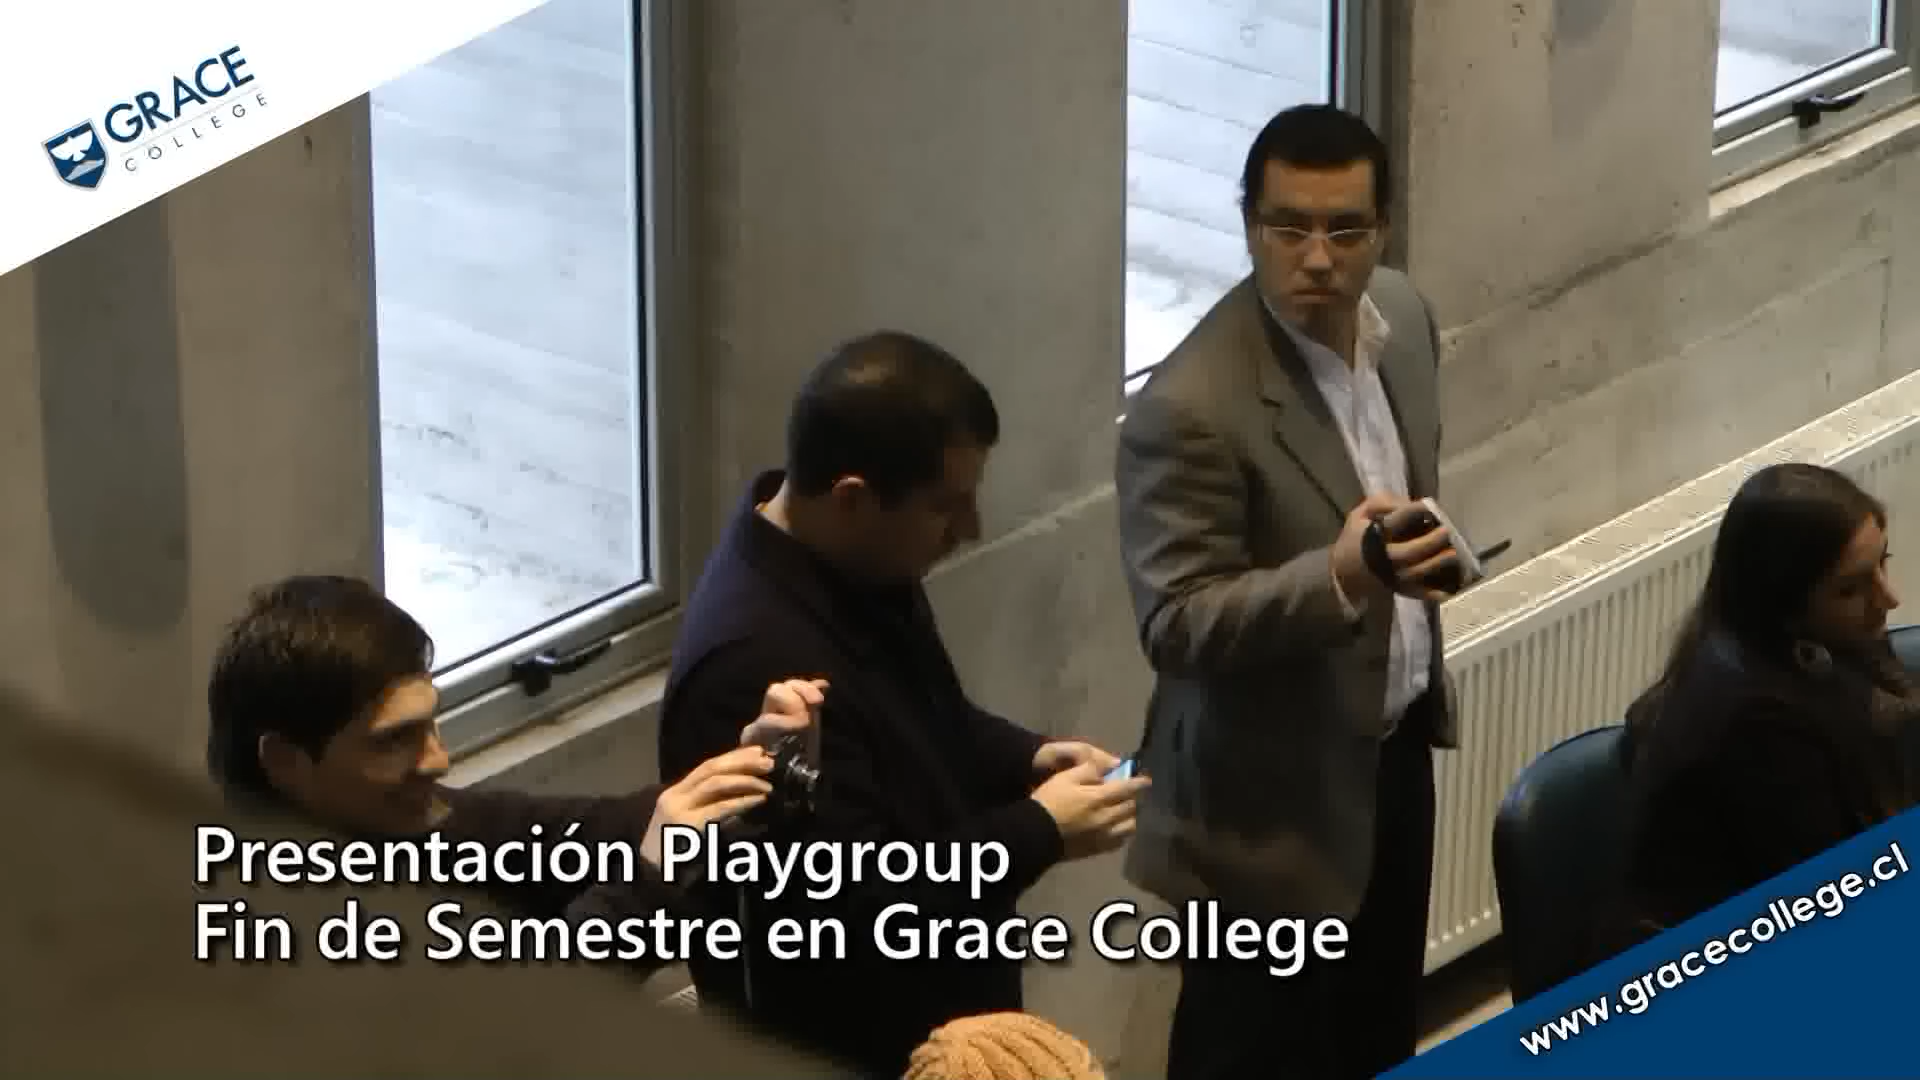 GRACE
COLLEGE
Presentación Playgroup
Fin de Semestre en Grace College
www.gracecollege.cl